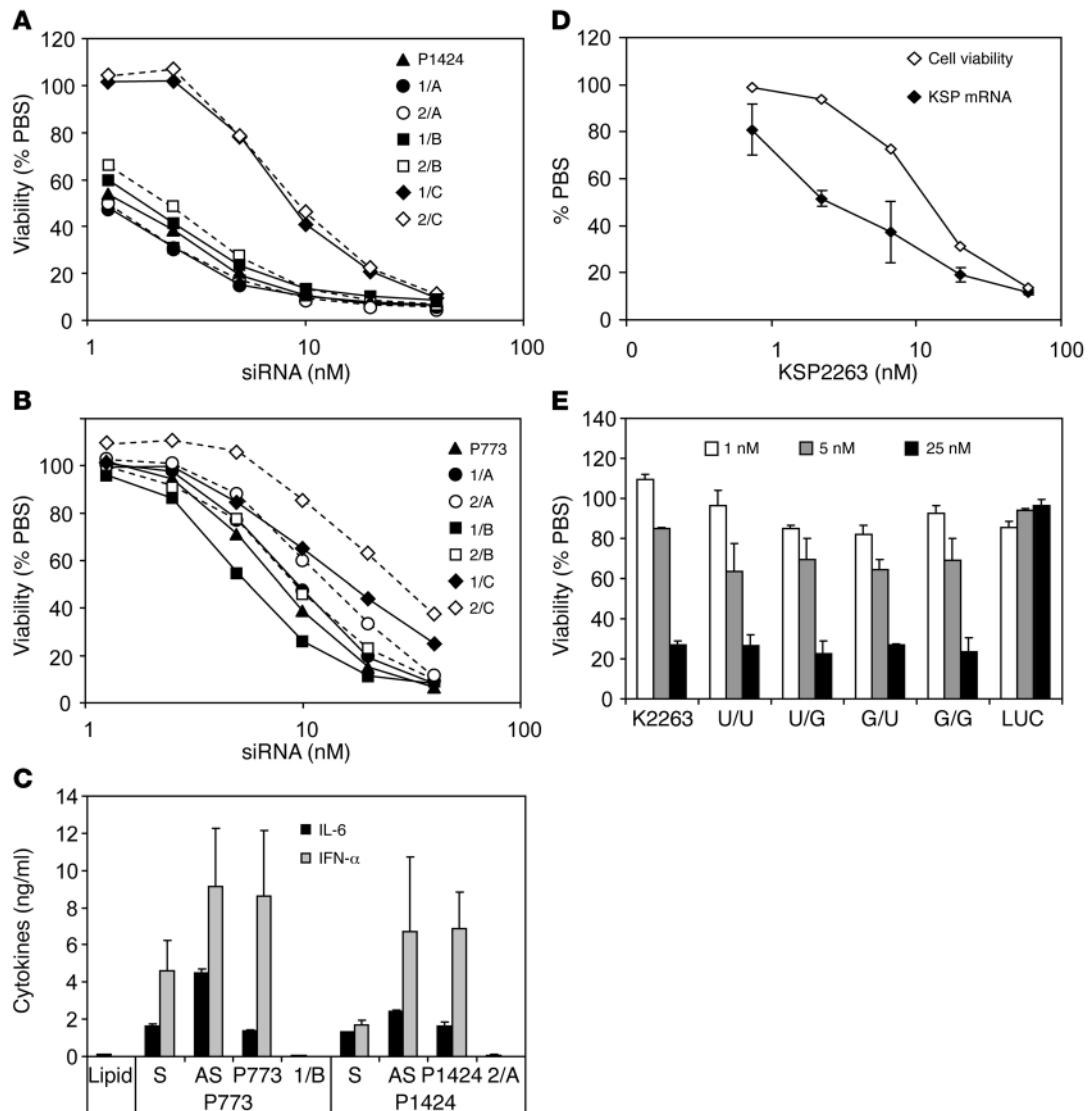 A
120
100
80
60
40
20
0
Viability (% PBS)
1
10
100
siRNA (nM)
P1424
1/A
2/A
1/B
2/B
1/C
2/C
D
120
100
80
60
40
20
0
% PBS
0
1
10
100
KSP2263 (nM)
Cell viability
KSP mRNA
B
120
100
80
60
40
20
0
Viability (% PBS)
1
10
100
siRNA (nM)
P773
1/A
2/A
1/B
2/B
1/C
2/C
E
140
120
100
80
60
40
20
0
Viability (% PBS)
1 nM 5 nM 25 nM
K2263 U/U U/G G/U G/G LUC
C
14
12
10
8
6
4
2
0
Cytokines (ng/ml)
IL-6
IFN-α
Lipid S AS P773 1/B S AS P1424 2/A
P773 P1424